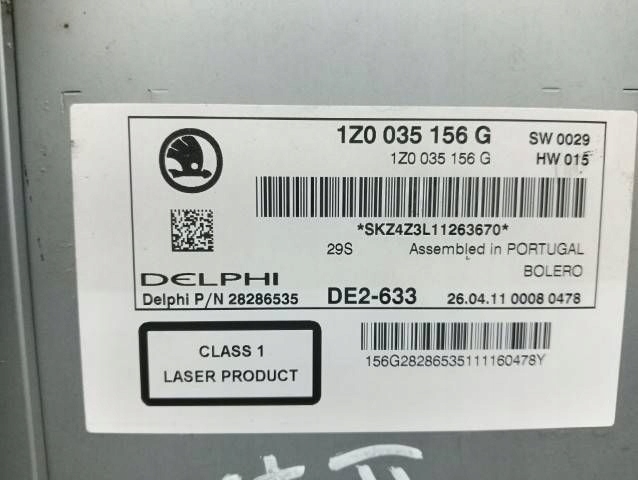 1Z0 035 156 G SW 0029
1Z0 035 156 G HW 015
*SKZ4Z3L11263670*
29S Assembled in PORTUGAL
BOLERO
DELPHI
Delphi P/N 28286535 DE2-633 26.04.11 0008 0478
CLASS 1
LASER PRODUCT
156G28286535111160478Y